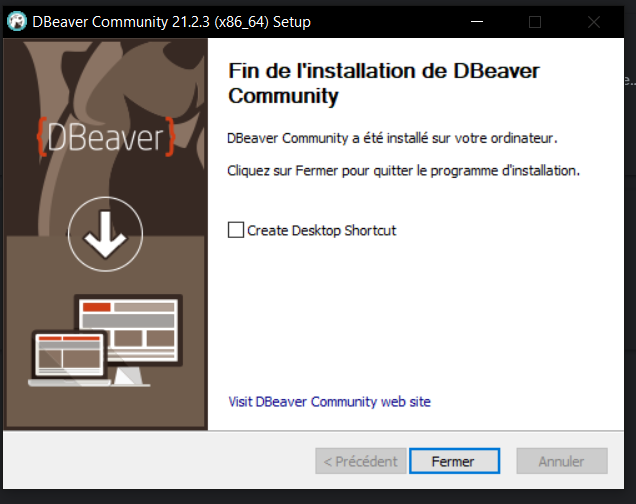 DBeaver Community 21.2.3 (x86_64) Setup
{DBeaver}
Fin de l'installation de DBeaver
Community
DBeaver Community a été installé sur votre ordinateur.
Cliquez sur Fermer pour quitter le programme d'installation.
Create Desktop Shortcut
Visit DBeaver Community web site
< Précédent
Fermer
Annuler